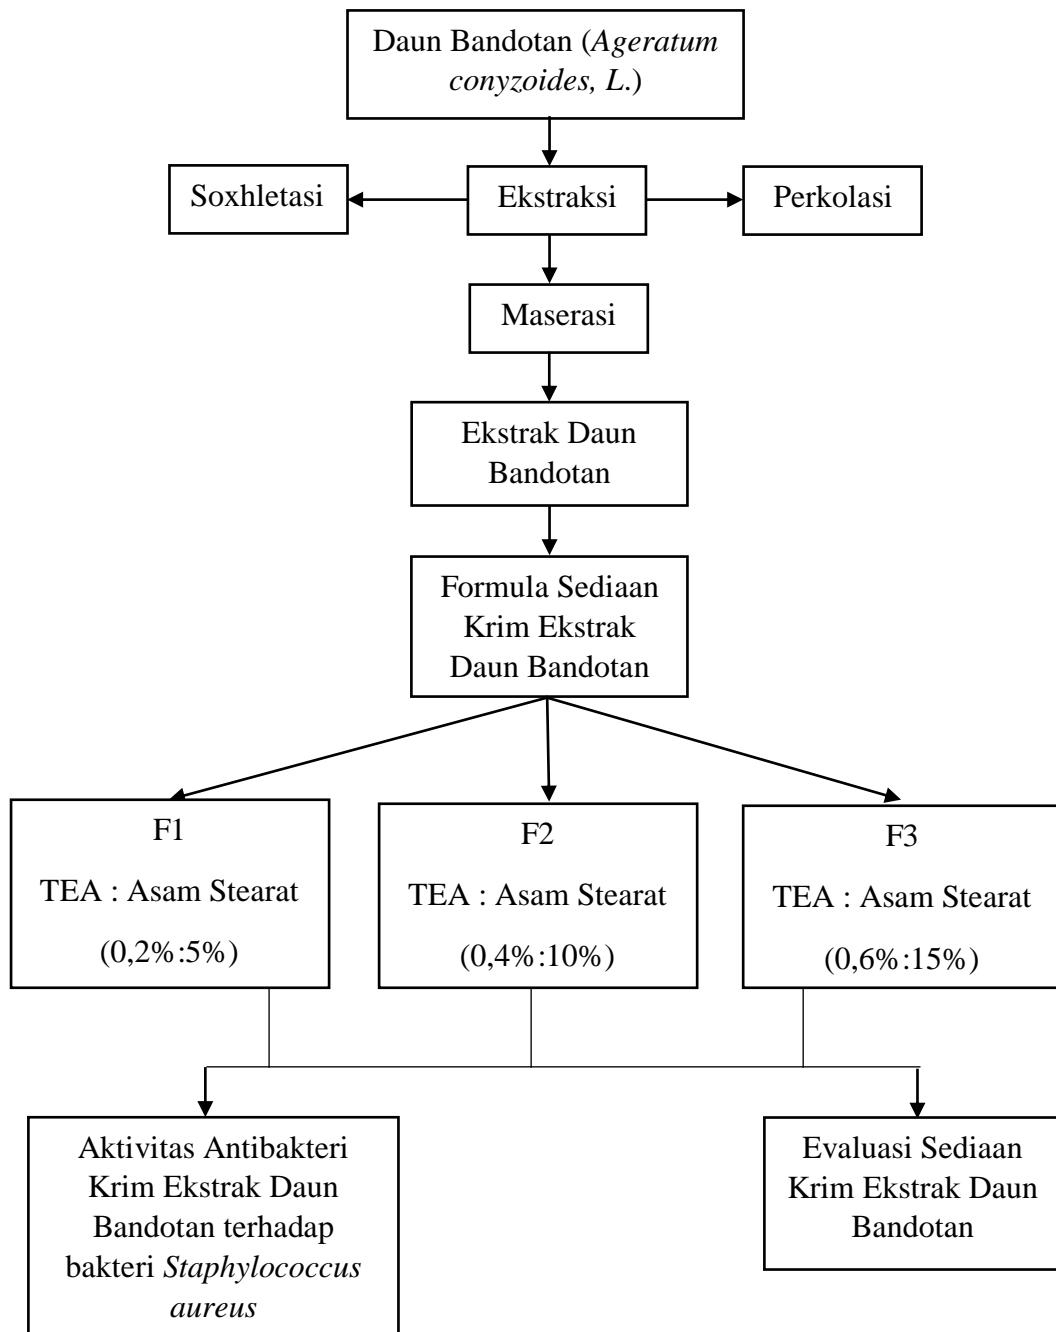 Daun Bandotan (Ageratum
conyzoides, L.)
Soxhletasi
Ekstraksi
Perkolasi
Maserasi
Ekstrak Daun
Bandotan
Formula Sediaan
Krim Ekstrak
Daun Bandotan
F1
TEA : Asam Stearat
(0,2%:5%)
F2
TEA : Asam Stearat
(0,4%:10%)
F3
TEA : Asam Stearat
(0,6%:15%)
Aktivitas Antibakteri
Krim Ekstrak Daun
Bandotan terhadap
bakteri Staphylococcus
aureus
Evaluasi Sediaan
Krim Ekstrak Daun
Bandotan